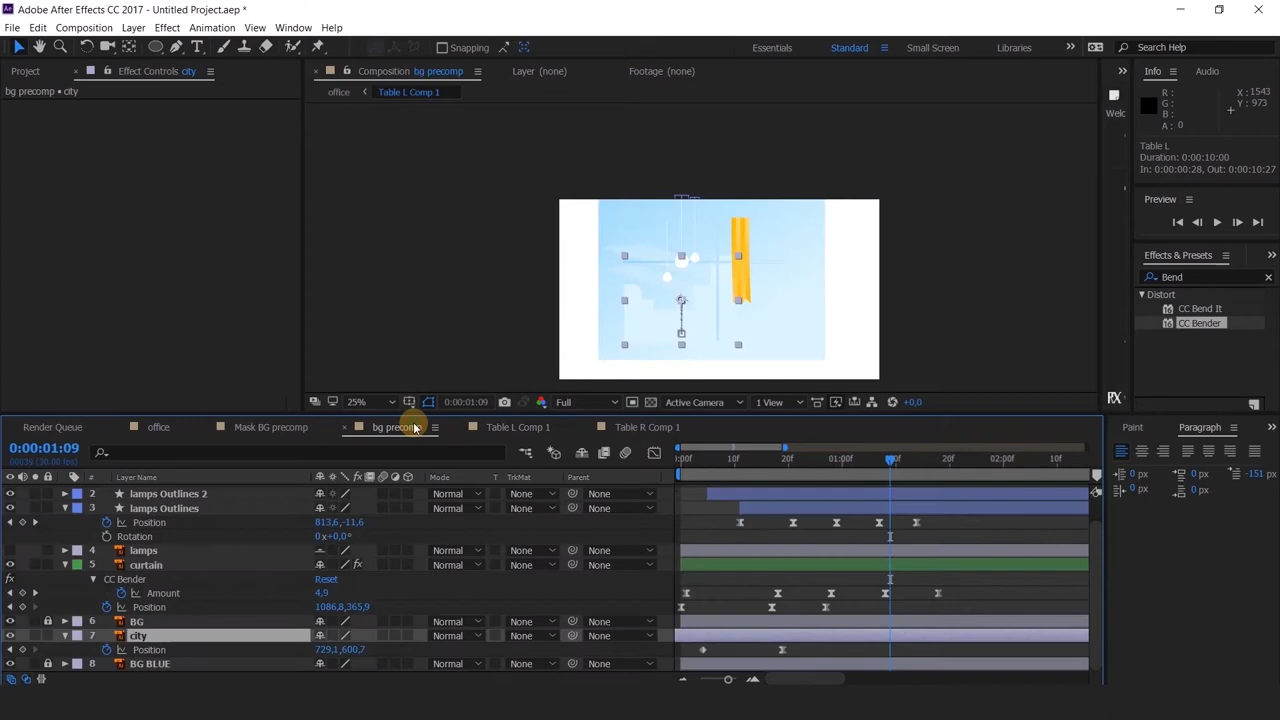 Adobe After Effects CC 2017 - Untitled Project.aep *
File Edit Composition Layer Effect Animation View Window Help
Snapping Essentials Standard Small Screen Libraries Search Help
Project Effect Controls city Composition bg precomp Layer (none) Footage (none) Info Audio
bg precomp • city
office Table L Comp 1
R :
G :
B :
A : 0
X : 1543
Y : 973
Welc
Table L
Duration: 0:00:10:00
In: 0:00:00:28, Out: 0:00:10:27
Preview
Effects & Presets
Bend
Distort
CC Bend It
CC Bender
25% 0:00:01:09 Full Active Camera 1 View +0,0
Render Queue office Mask BG precomp bg precomp Table L Comp 1 Table R Comp 1 Paint Paragraph
0:00:01:09
00039 (30.00 fps)
:00f 10f 20f 01:00f 20f 02:00f 10f
# Layer Name Mode T TrkMat Parent
0 px 0 px -151
0 px 0 px
2 lamps Outlines 2 Normal None None
3 lamps Outlines Normal None None
Position 813,6,-11,6
Rotation 0x+0,0°
4 lamps Normal None None
5 curtain Normal None None
fx CC Bender Reset
Amount 4,9
Position 1086,8,365,9
6 BG Normal None None
7 city Normal None None
Position 729,1,600,7
8 BG BLUE Normal None None